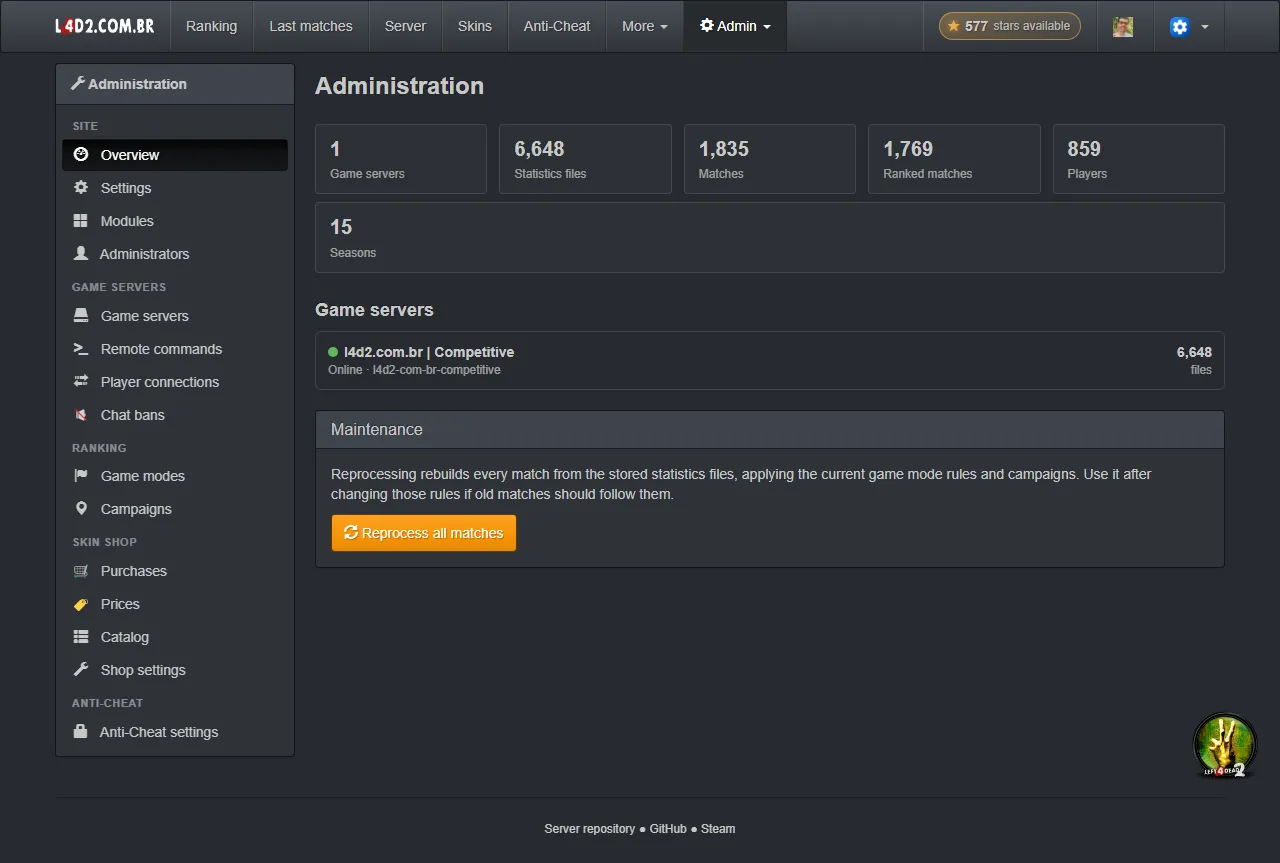 L4D2.COM.BR
Ranking
Last matches
Server
Skins
Anti-Cheat
More
Admin
577 stars available
Administration
SITE
Overview
Settings
Modules
Administrators
GAME SERVERS
Game servers
Remote commands
Player connections
Chat bans
RANKING
Game modes
Campaigns
SKIN SHOP
Purchases
Prices
Catalog
Shop settings
ANTI-CHEAT
Anti-Cheat settings
Administration
1
Game servers
6,648
Statistics files
1,835
Matches
1,769
Ranked matches
859
Players
15
Seasons
Game servers
l4d2.com.br | Competitive
Online · l4d2-com-br-competitive
6,648
files
Maintenance
Reprocessing rebuilds every match from the stored statistics files, applying the current game mode rules and campaigns. Use it after
changing those rules if old matches should follow them.
Reprocess all matches
LEFT 4 DEAD 2
Server repository ● GitHub ● Steam